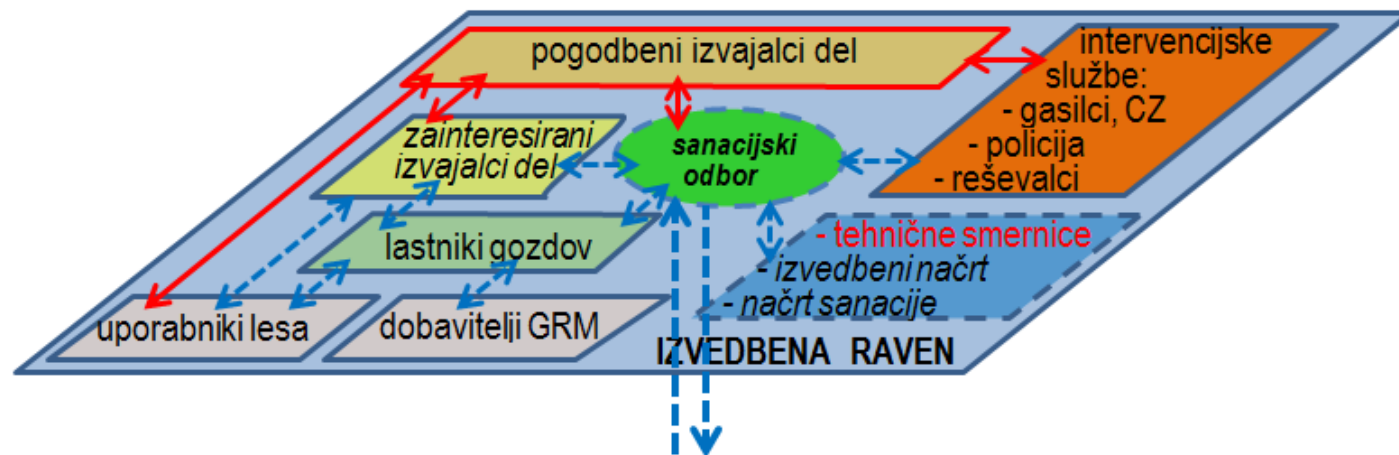 pogodbeni izvajalci del
intervencijske
službe:
- gasilci, CZ
- policija
- reševalci
zainteresirani
izvajalci del
sanacijski
odbor
lastniki gozdov
- tehnične smernice
- izvedbeni načrt
- načrt sanacije
uporabniki lesa
dobavitelji GRM
IZVEDBENA RAVEN